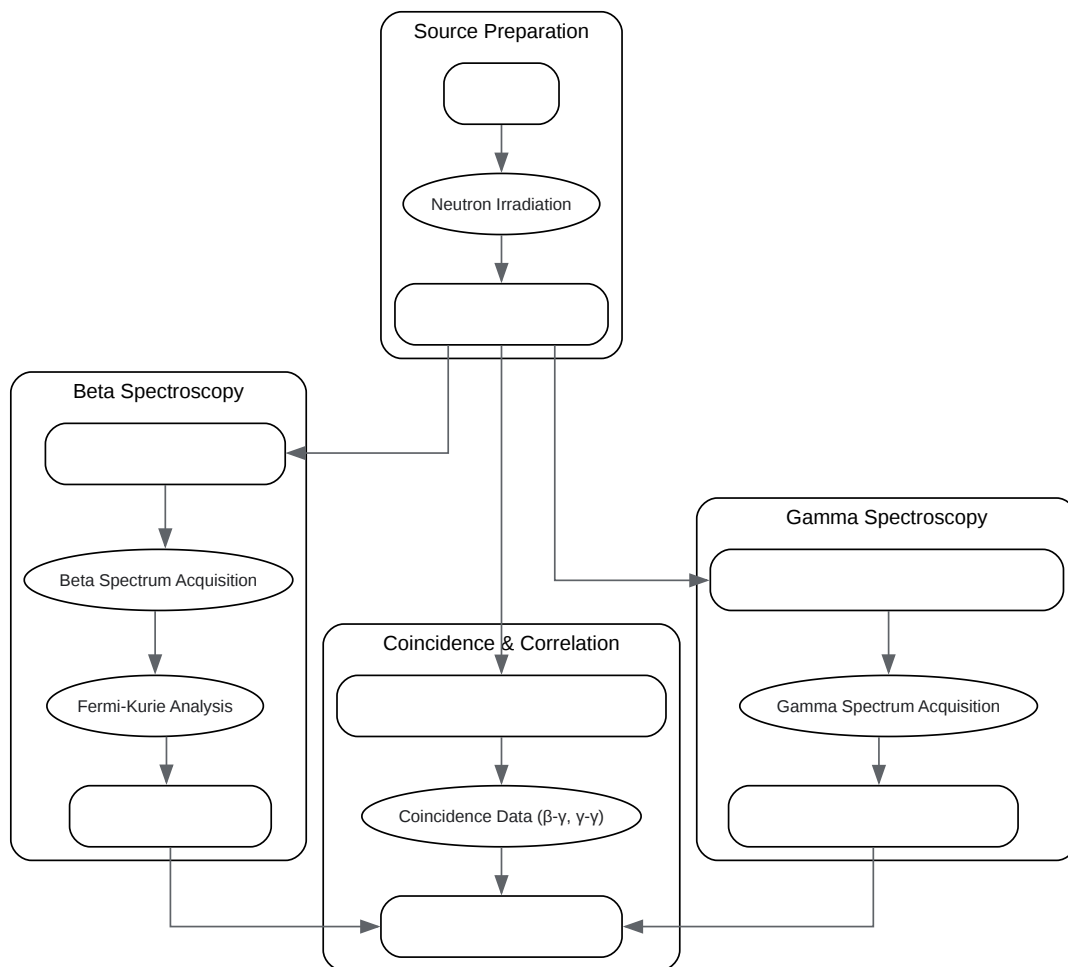 Source Preparation
Neutron Irradiation
Beta Spectroscopy
Beta Spectrum Acquisition
Fermi-Kurie Analysis
Coincidence & Correlation
Coincidence Data (β-γ, γ-γ)
Gamma Spectroscopy
Gamma Spectrum Acquisition